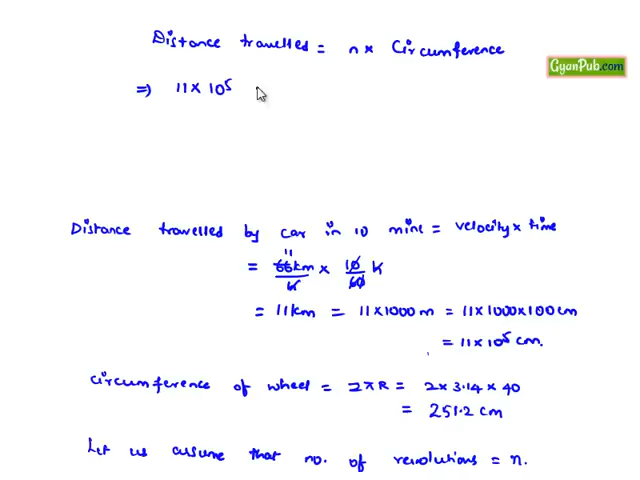 Distance travelled = n × Circumference
GyanPub.com
⇒ 11 × 10⁵
Distance travelled by car in 10 mins = velocity × time
11
= 66km/h × 10/60 h
= 11km = 11×1000 m = 11×1000×100 cm
= 11×10⁵ cm.
Circumference of wheel = 2πR = 2 × 3.14 × 40
= 251.2 cm
Let us assume that no. of revolutions = n.